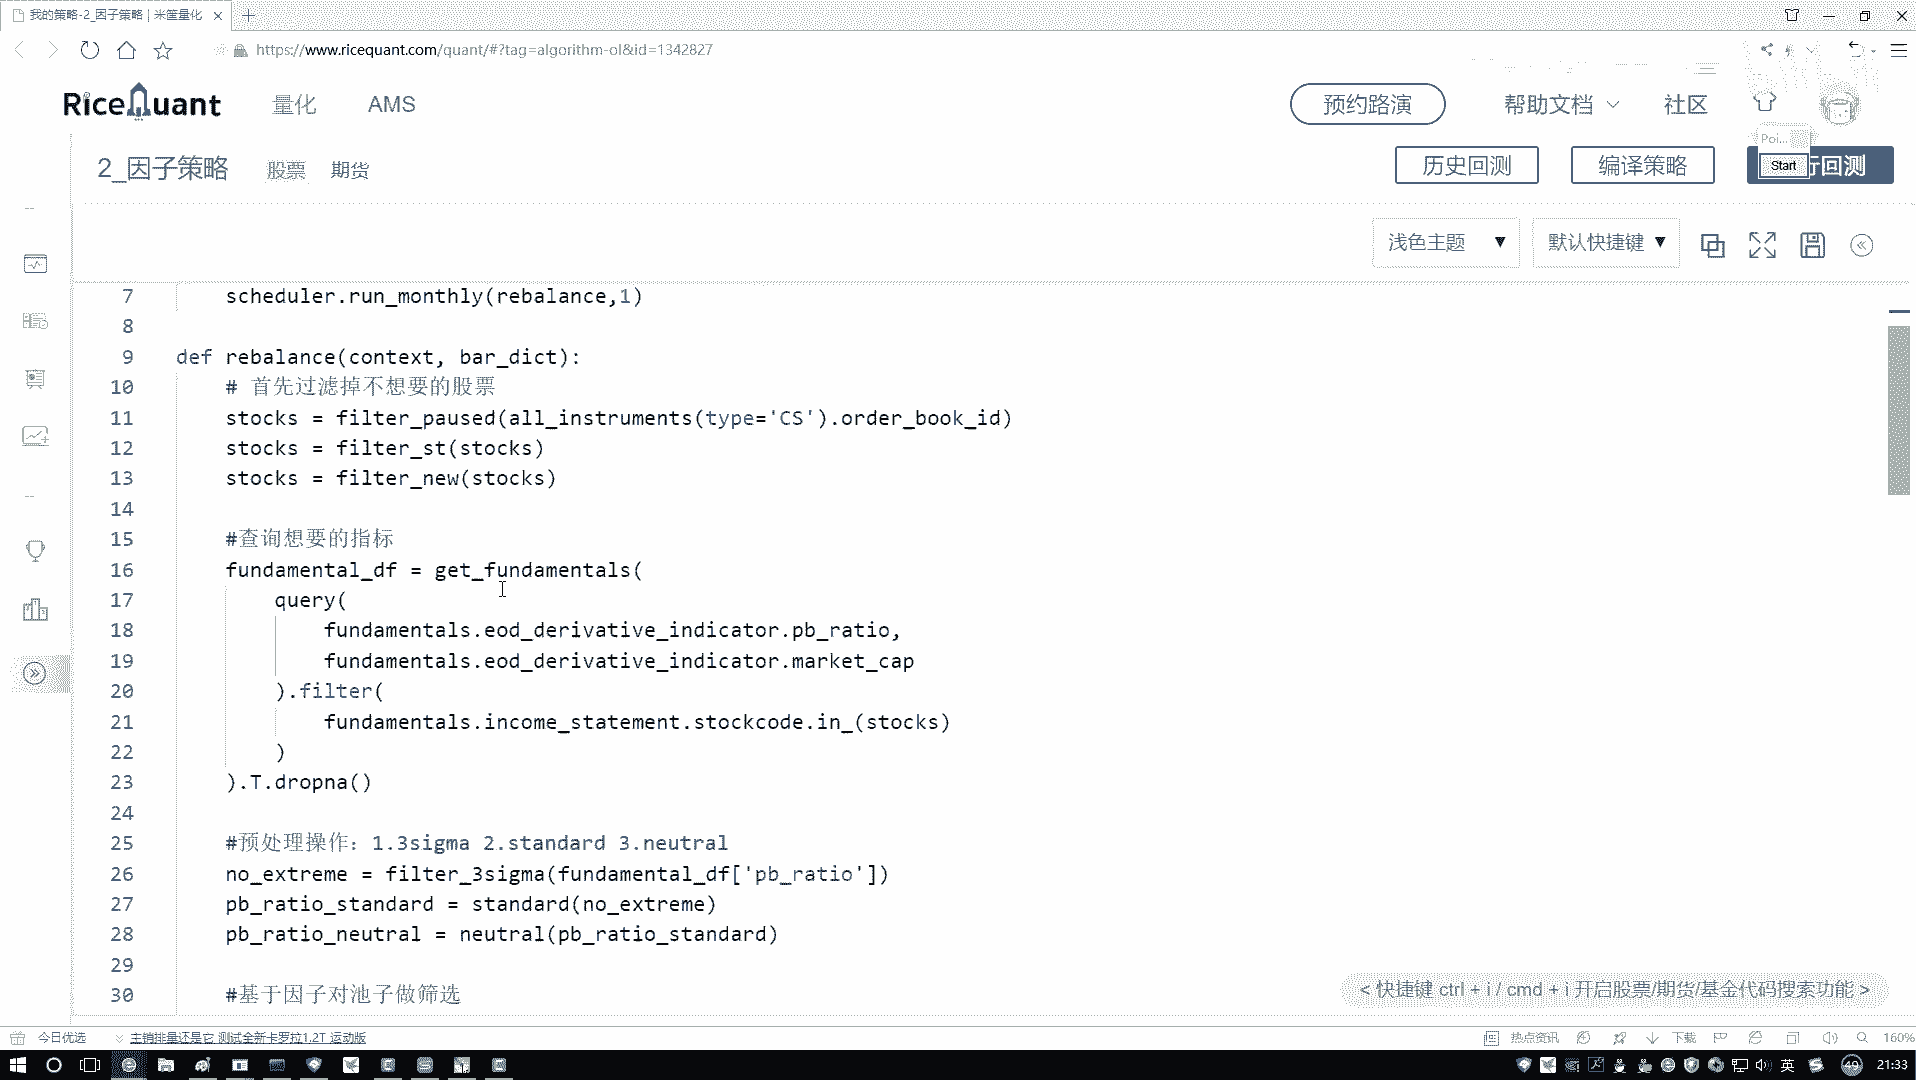 我的策略-2_因子策略 | 米筐量化
https://www.ricequant.com/quant/#?tag=algorithm-ol&id=1342827
RiceQuant 量化 AMS 预约路演 帮助文档 社区
Poi...
2_因子策略 股票 期货 历史回测 编译策略 Start 行回测
浅色主题 ▼ 默认快捷键 ▼
7 scheduler.run_monthly(rebalance,1)
8
9 def rebalance(context, bar_dict):
10 # 首先过滤掉不想要的股票
11 stocks = filter_paused(all_instruments(type='CS').order_book_id)
12 stocks = filter_st(stocks)
13 stocks = filter_new(stocks)
14
15 #查询想要的指标
16 fundamental_df = get_fundamentals(
17 query(
18 fundamentals.eod_derivative_indicator.pb_ratio,
19 fundamentals.eod_derivative_indicator.market_cap
20 ).filter(
21 fundamentals.income_statement.stockcode.in_(stocks)
22 )
23 ).T.dropna()
24
25 #预处理操作：1.3sigma 2.standard 3.neutral
26 no_extreme = filter_3sigma(fundamental_df['pb_ratio'])
27 pb_ratio_standard = standard(no_extreme)
28 pb_ratio_neutral = neutral(pb_ratio_standard)
29
30 #基于因子对池子做筛选
< 快捷键 ctrl + i / cmd + i 开启股票/期货/基金代码搜索功能 >
今日优选 主销排量还是它 测试全新卡罗拉1.2T 运动版 热点资讯 下载 160%
英 49 21:33